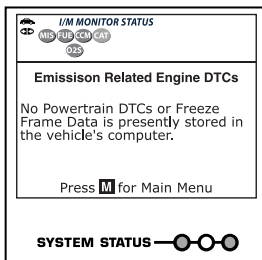 I/M MONITOR STATUS
MIS FUE CCM CAT
O2S
Emissison Related Engine DTCs
No Powertrain DTCs or Freeze
Frame Data is presently stored in
the vehicle's computer.
Press M for Main Menu
SYSTEM STATUS